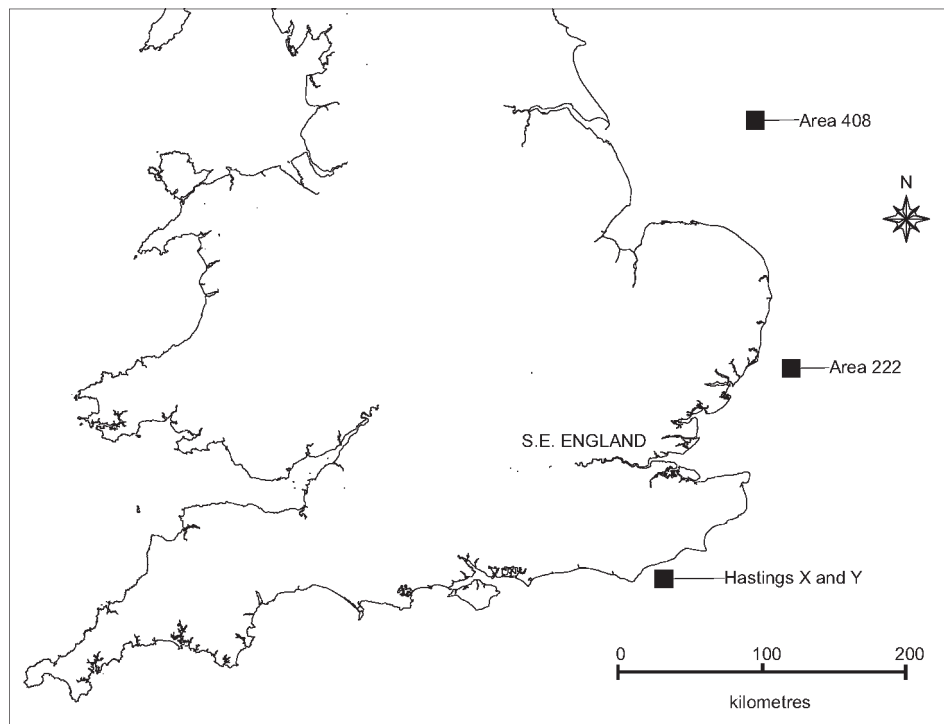 Area 408
N
Area 222
S.E. ENGLAND
Hastings X and Y
0 100 200
kilometres